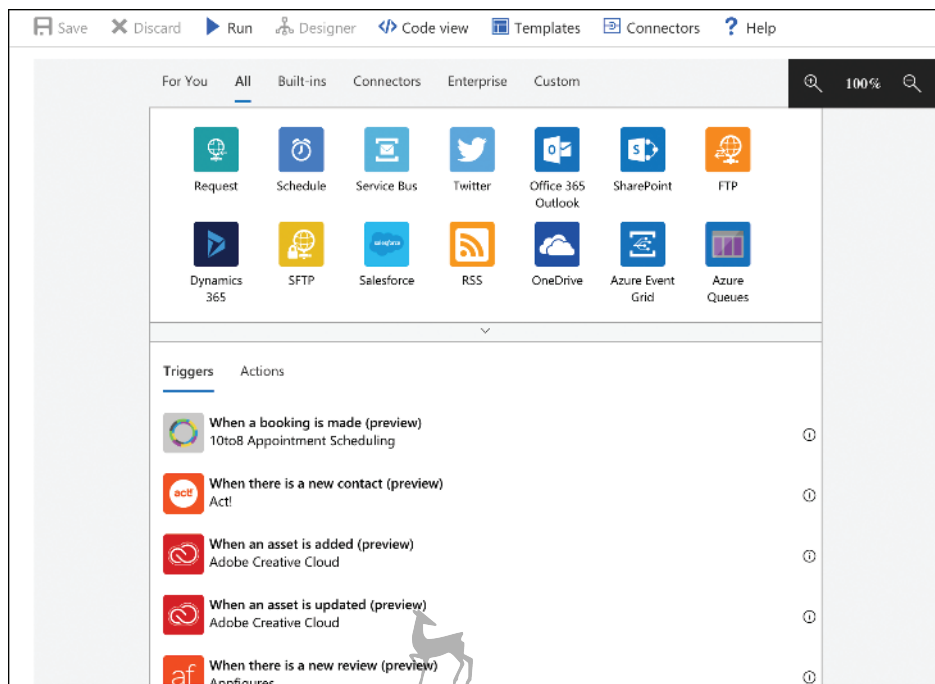 Save Discard Run Designer Code view Templates Connectors ? Help
For You All Built-ins Connectors Enterprise Custom
100%
Request Schedule Service Bus Twitter Office 365 SharePoint FTP
Outlook
salesforce
Dynamics SFTP Salesforce RSS OneDrive Azure Event Azure
365 Grid Queues
Triggers Actions
When a booking is made (preview)
10to8 Appointment Scheduling
When there is a new contact (preview)
act!
Act!
When an asset is added (preview)
Adobe Creative Cloud
When an asset is updated (preview)
Adobe Creative Cloud
When there is a new review (preview)
af
Appfigures